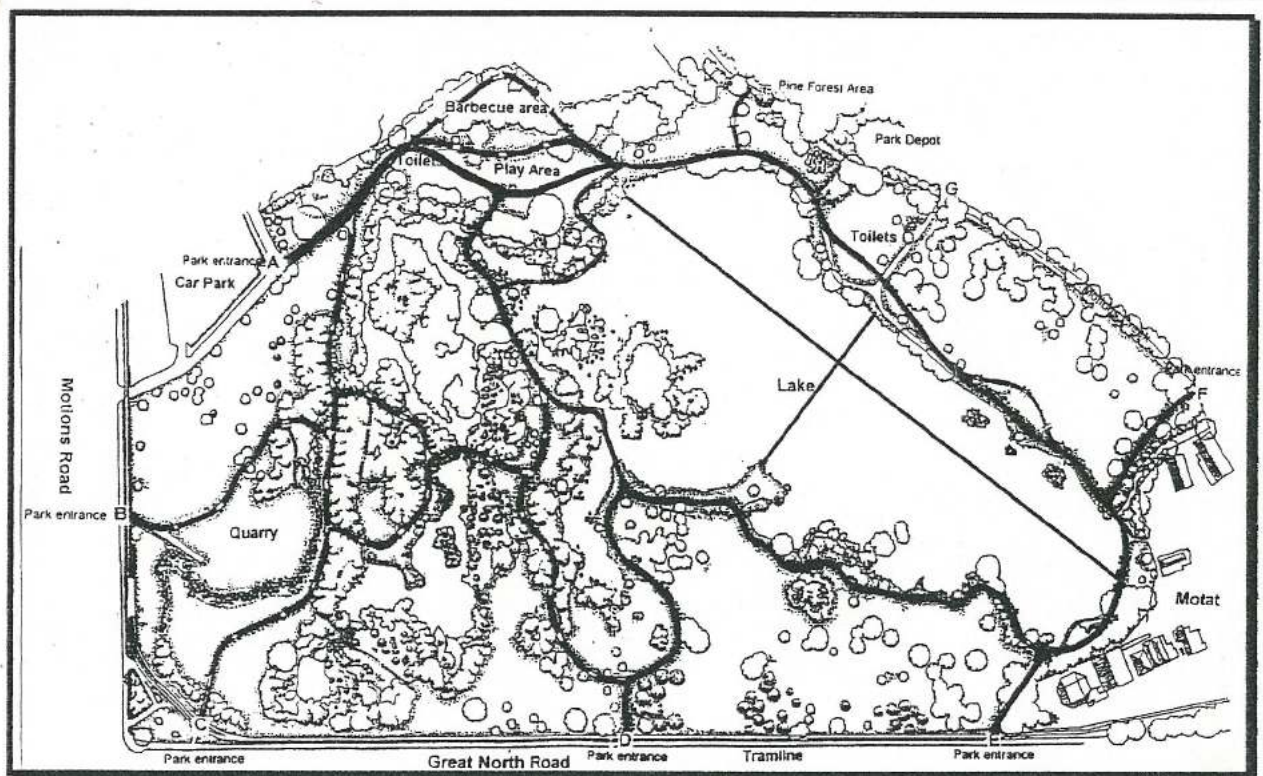 Pine Forest Area
Barbecue area
Park Depot
Toilets
Play Area
G
Toilets
Park entrance A
Car Park
Park entrance
F
Lake
Motions Road
Park entrance B
Quarry
Motat
C
D
E
Park entrance
Great North Road
Park entrance
Tramline
Park entrance